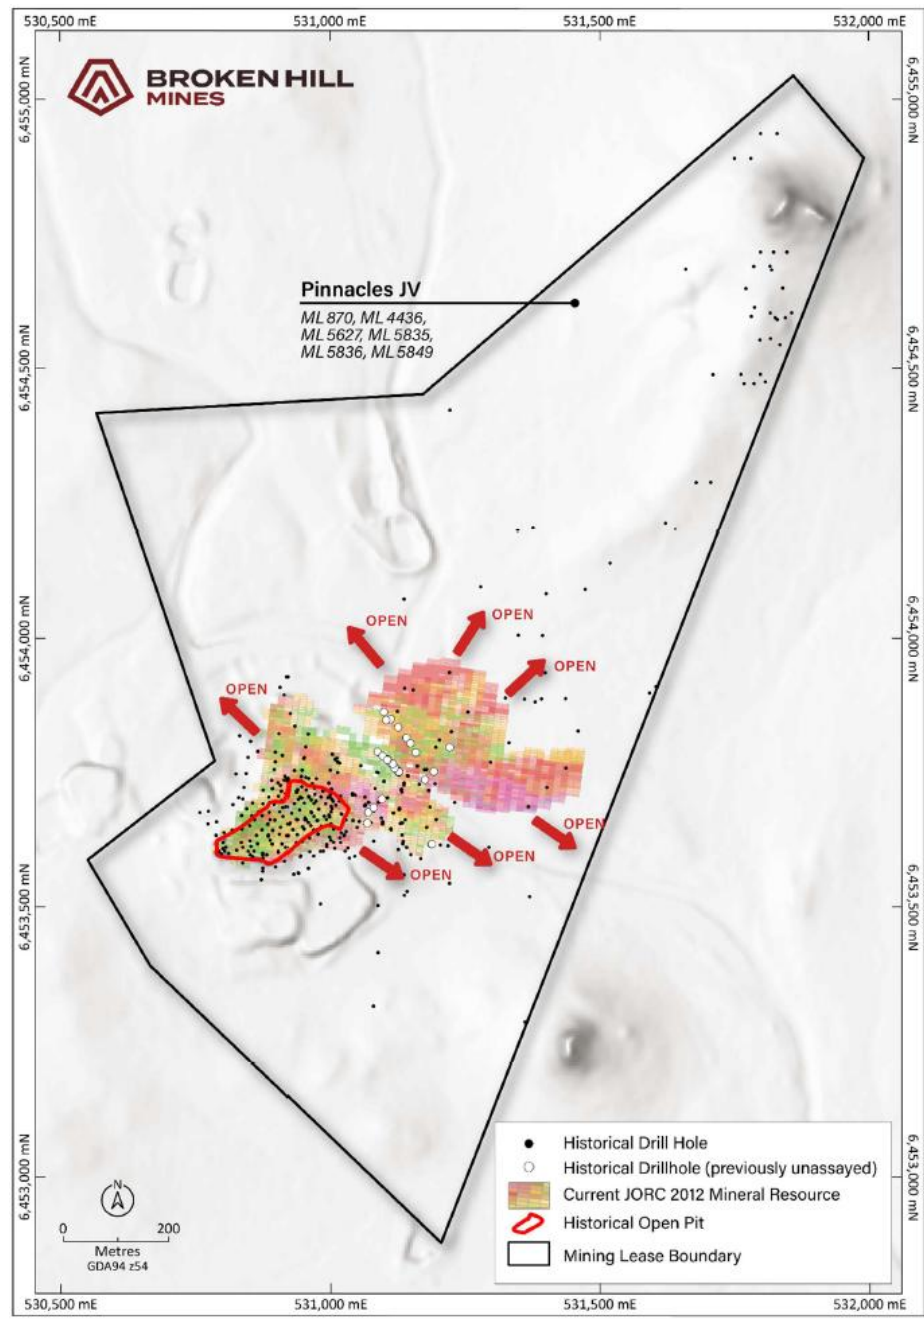 530,500 mE
531,000 mE
531,500 mE
532,000 mE
BROKEN HILL
MINES
6,455,000 mN
6,455,000 mN
Pinnacles JV
ML 870, ML 4436,
ML 5627, ML 5835,
ML 5836, ML 5849
6,454,500 mN
6,454,500 mN
OPEN
OPEN
OPEN
OPEN
6,454,000 mN
6,454,000 mN
OPEN
OPEN
OPEN
6,453,500 mN
6,453,500 mN
6,453,000 mN
6,453,000 mN
Historical Drill Hole
Historical Drillhole (previously unassayed)
Current JORC 2012 Mineral Resource
Historical Open Pit
Mining Lease Boundary
N
0 200
Metres
GDA94 z54
530,500 mE
531,000 mE
531,500 mE
532,000 mE